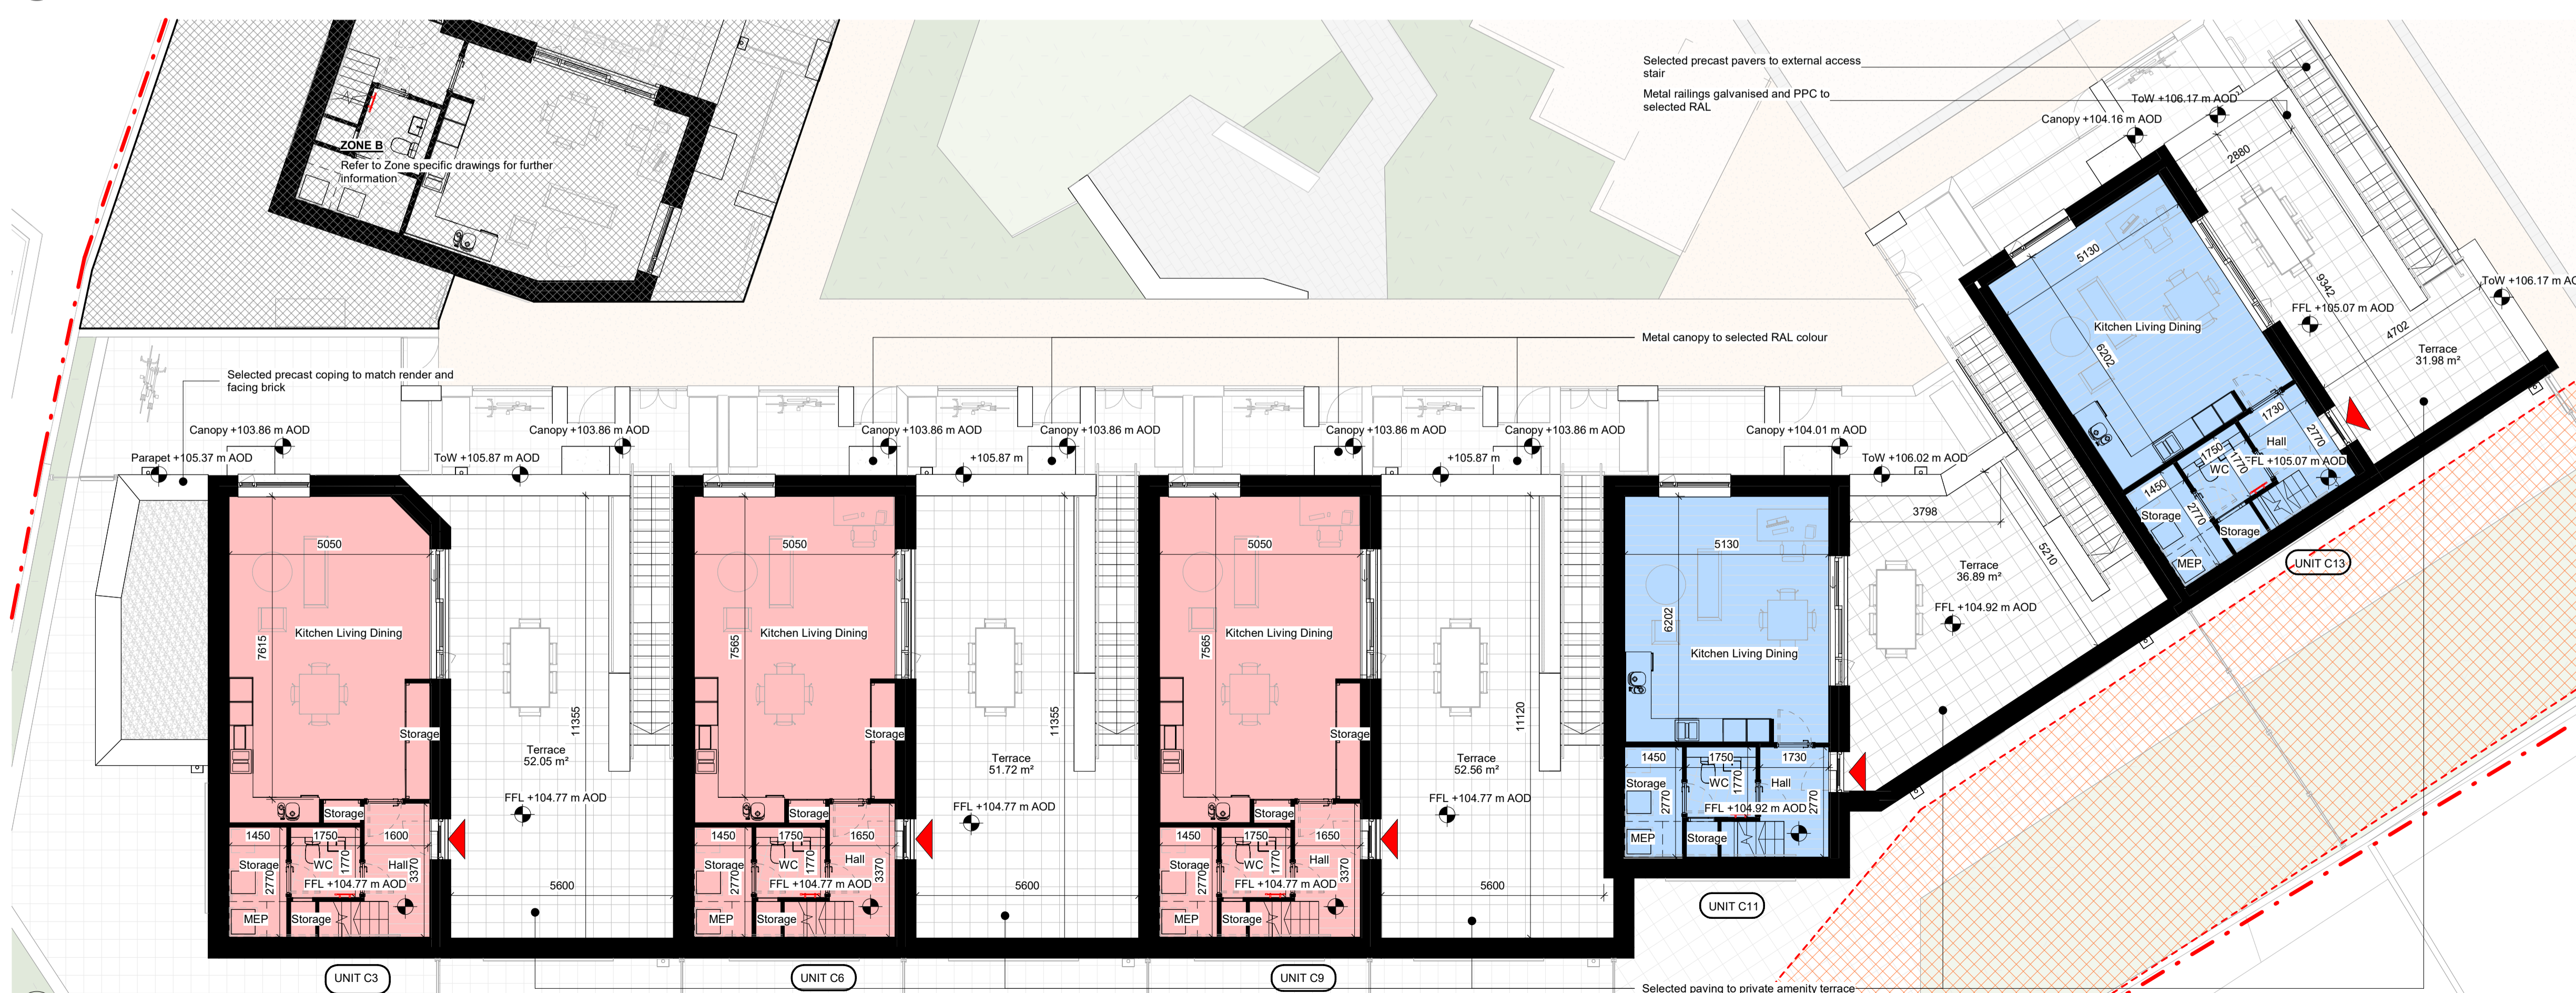 Selected precast pavers to external access
stair
Metal railings galvanised and PPC to
selected RAL
ToW +106.17 m AOD
Canopy +104.16 m AOD
ZONE B
Refer to Zone specific drawings for further
information
2880
5130
9342
ToW +106.17 m AO
FFL +105.07 m AOD
Kitchen Living Dining
4702
6202
Terrace
31.98 m²
Metal canopy to selected RAL colour
Selected precast coping to match render and
facing brick
1730
Hall
2770
1750
1770
WC
FFL +105.07 m AOD
1450
2770
Storage
Storage
MEP
UNIT C13
Canopy +103.86 m AOD
Canopy +103.86 m AOD
Canopy +103.86 m AOD
Canopy +103.86 m AOD
Canopy +103.86 m AOD
Canopy +103.86 m AOD
Canopy +104.01 m AOD
Parapet +105.37 m AOD
ToW +105.87 m AOD
+105.87 m
+105.87 m
ToW +106.02 m AOD
3798
5210
5050
5050
5050
5130
Terrace
36.89 m²
FFL +104.92 m AOD
6202
Kitchen Living Dining
7615
Kitchen Living Dining
7565
Kitchen Living Dining
7565
Kitchen Living Dining
11355
11355
11120
Storage
Storage
Storage
Terrace
52.05 m²
Terrace
51.72 m²
Terrace
52.56 m²
1450
1750
1730
Storage
WC
1770
Hall
2770
FFL +104.92 m AOD
2770
MEP
Storage
FFL +104.77 m AOD
FFL +104.77 m AOD
FFL +104.77 m AOD
Storage
Storage
Storage
1450
1750
1600
1450
1750
1650
1450
1750
1650
Storage
WC
1770
Hall
3370
2770
Storage
WC
1770
Hall
3370
2770
Storage
WC
1770
Hall
3370
2770
FFL +104.77 m AOD
FFL +104.77 m AOD
FFL +104.77 m AOD
5600
5600
5600
MEP
Storage
MEP
Storage
MEP
Storage
UNIT C11
UNIT C3
UNIT C6
UNIT C9
Selected paving to private amenity terrace